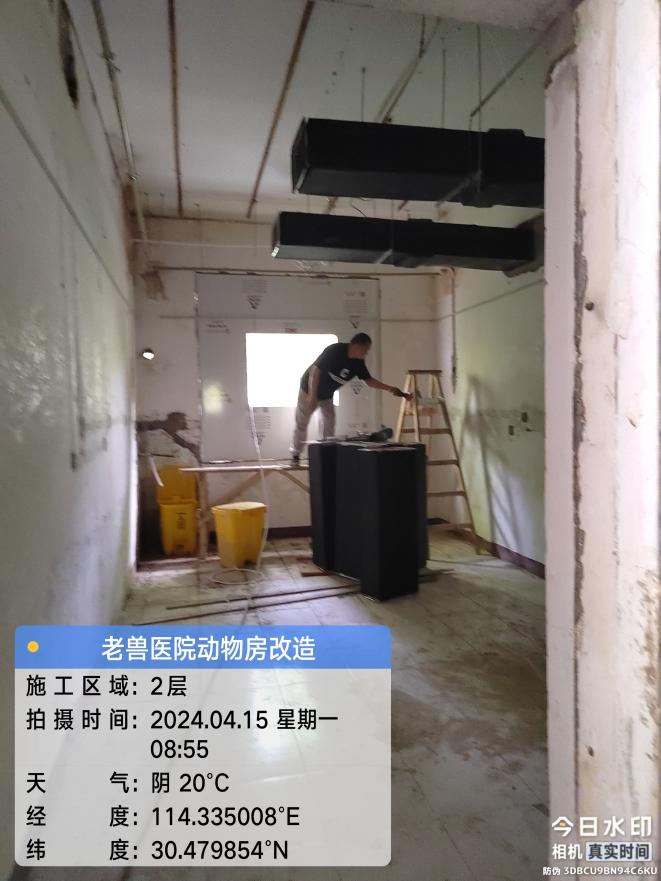 老兽医院动物房改造
施工区域：2层
拍摄时间：2024.04.15 星期一
08:55
天气：阴 20°C
经度：114.335008°E
纬度：30.479854°N
今日水印
相机 真实时间
防伪 3DBCU9BN94C6KU